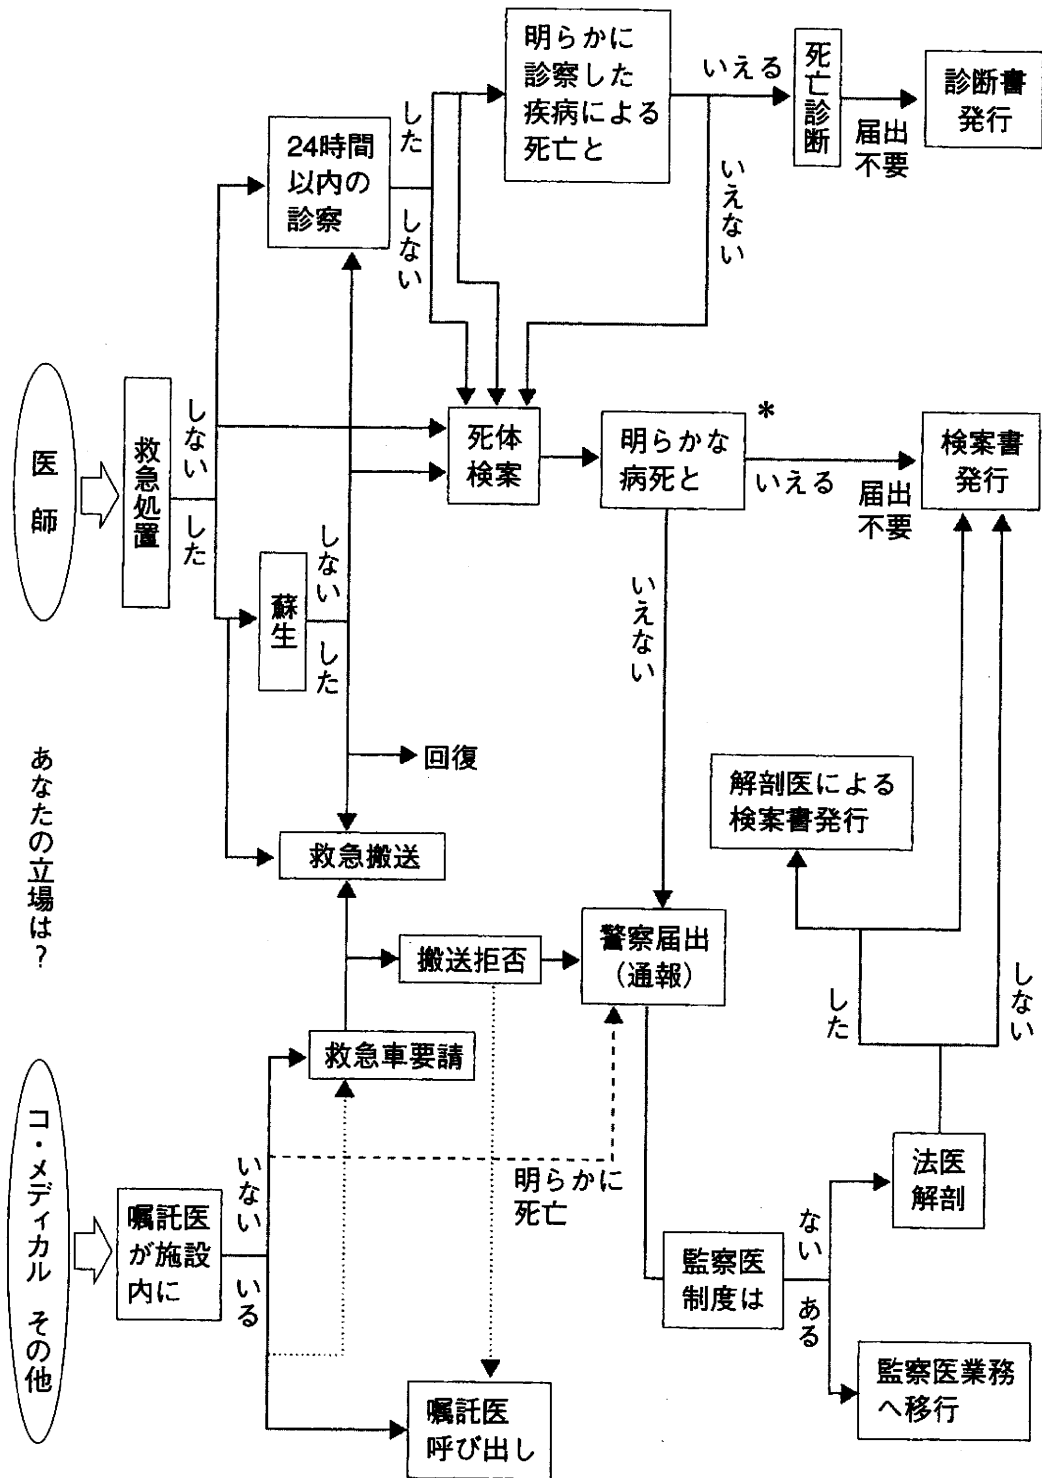 明らかに
診察した
疾病による
死亡と
いえる
死亡診断
届出
不要
診断書
発行
いえない
24時間
以内の
診察
した
しない
医師
救急処置
しない
した
死体
検案
明らかな
病死と
*
いえる
届出
不要
検案書
発行
いえない
蘇生
しない
した
回復
あなたの立場は?
救急搬送
搬送拒否
警察届出
(通報)
解剖医による
検案書発行
した
しない
救急車要請
コ・メディカル その他
嘱託医
が施設
内に
いない
いる
明らかに
死亡
嘱託医
呼び出し
監察医
制度は
ない
ある
法医
解剖
監察医業務
へ移行